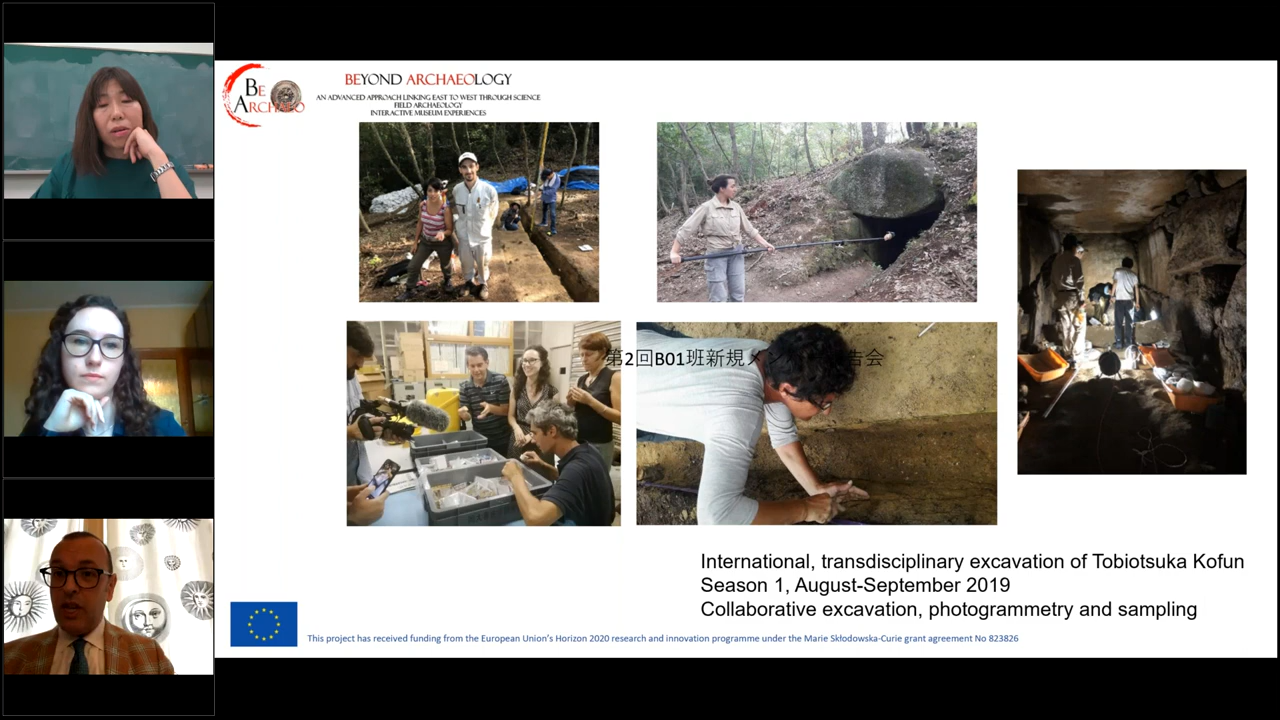 BE
ARCHAEO
BEYOND ARCHAEOLOGY
AN ADVANCED APPROACH LINKING EAST TO WEST THROUGH SCIENCE
FIELD ARCHAEOLOGY
INTERACTIVE MUSEUM EXPERIENCES
第2回B01班新規メン 告会
International, transdisciplinary excavation of Tobiotsuka Kofun
Season 1, August-September 2019
Collaborative excavation, photogrammetry and sampling
This project has received funding from the European Union's Horizon 2020 research and innovation programme under the Marie Skłodowska-Curie grant agreement No 823826